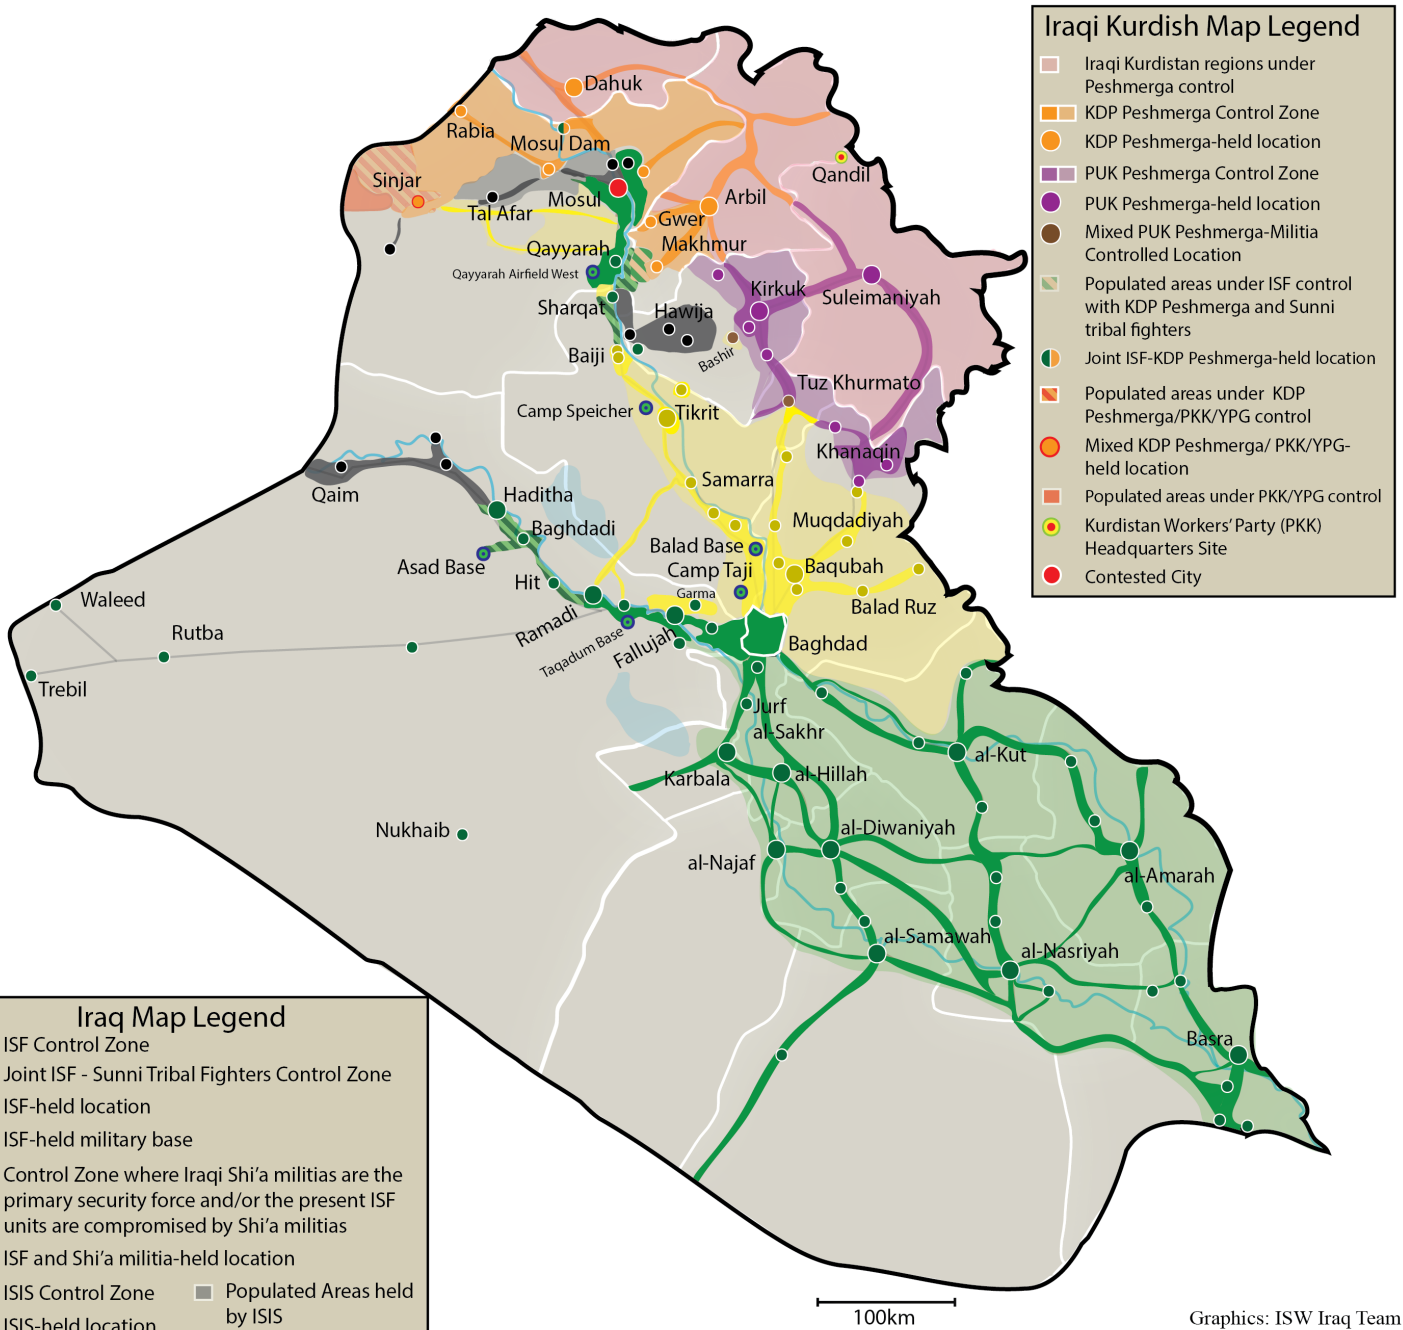 Iraqi Kurdish Map Legend
Iraqi Kurdistan regions under
Peshmerga control
KDP Peshmerga Control Zone
KDP Peshmerga-held location
PUK Peshmerga Control Zone
PUK Peshmerga-held location
Mixed PUK Peshmerga-Militia
Controlled Location
Populated areas under ISF control
with KDP Peshmerga and Sunni
tribal fighters
Joint ISF-KDP Peshmerga-held location
Populated areas under KDP
Peshmerga/PKK/YPG control
Mixed KDP Peshmerga/ PKK/YPG-
held location
Populated areas under PKK/YPG control
Kurdistan Workers' Party (PKK)
Headquarters Site
Contested City
Dahuk
Rabia
Mosul Dam
Qandil
Sinjar
Mosul
Arbil
Tal Afar
Gwer
Makhmur
Qayyarah
Qayyarah Airfield West
Kirkuk
Suleimaniyah
Sharqat
Hawija
Baiji
Bashir
Tuz Khurmato
Camp Speicher
Tikrit
Khanaqin
Qaim
Samarra
Haditha
Muqdadiyah
Baghdadi
Balad Base
Asad Base
Camp Taji
Baqubah
Hit
Garma
Balad Ruz
Waleed
Ramadi
Rutba
Taqadum Base
Fallujah
Baghdad
Trebil
Jurf
al-Sakhr
al-Kut
Karbala
al-Hillah
Nukhaib
al-Diwaniyah
al-Najaf
al-Amarah
al-Samawah
al-Nasriyah
Basra
Iraq Map Legend
ISF Control Zone
Joint ISF - Sunni Tribal Fighters Control Zone
ISF-held location
ISF-held military base
Control Zone where Iraqi Shi'a militias are the
primary security force and/or the present ISF
units are compromised by Shi'a militias
ISF and Shi'a militia-held location
ISIS Control Zone
Populated Areas held
by ISIS
ISIS-held location
100km
Graphics: ISW Iraq Team